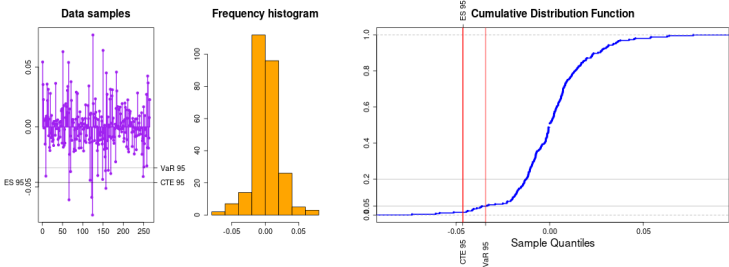 Data samples
0.05
0.00
-0.05
ES 95
VaR 95
CTE 95
0 50 100 150 200 250
Frequency histogram
100
80
60
40
20
0
-0.05 0.00 0.05
Cumulative Distribution Function
ES 95
1.0
0.8
0.6
0.4
0.2
0.05
0.0
-0.05 0.00 0.05
CTE 95
VaR 95
Sample Quantiles